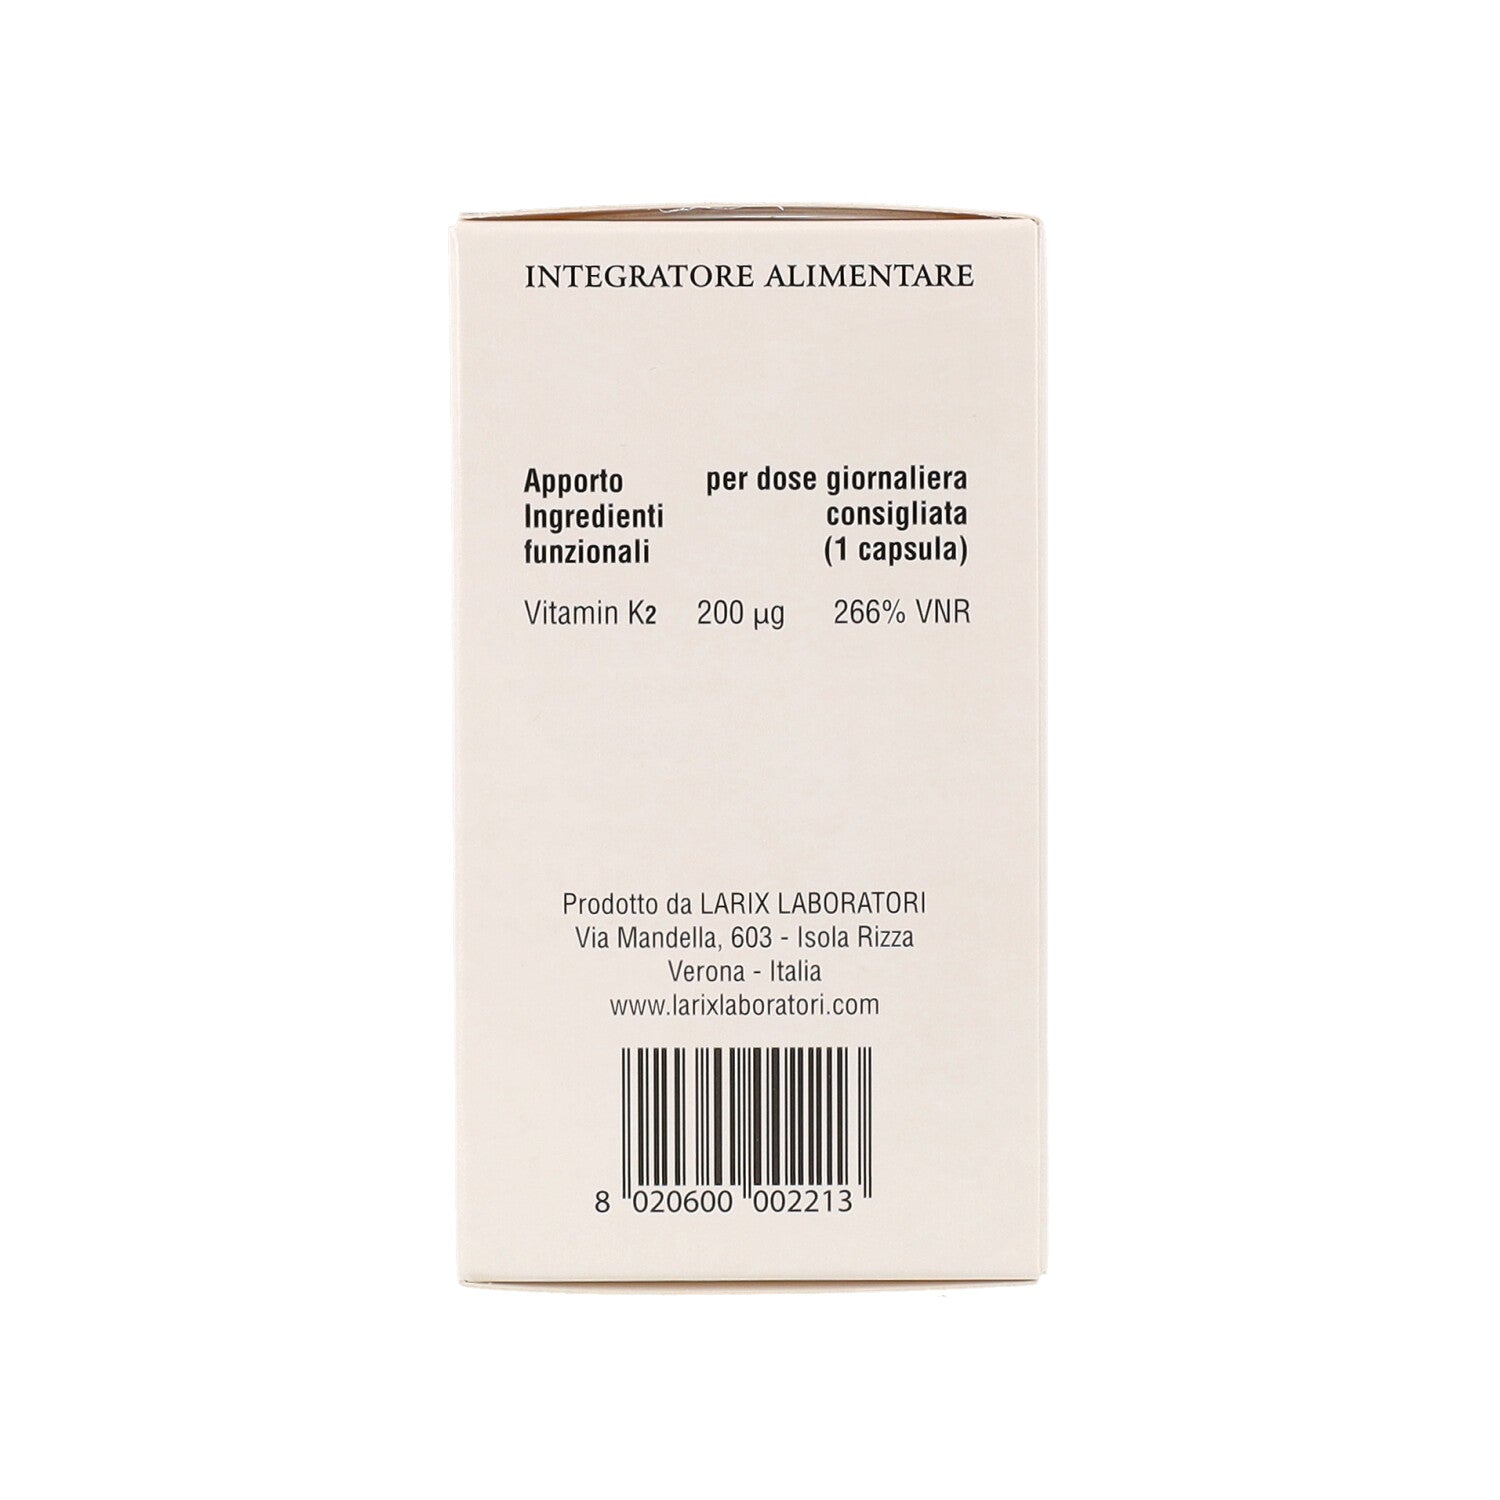 INTEGRATORE ALIMENTARE
Apporto per dose giornaliera
Ingredienti consigliata
funzionali (1 capsula)
Vitamin K2 200 µg 266% VNR
Prodotto da LARIX LABORATORI
Via Mandella, 603 - Isola Rizza
Verona - Italia
www.larixlaboratori.com
8 020600 002213